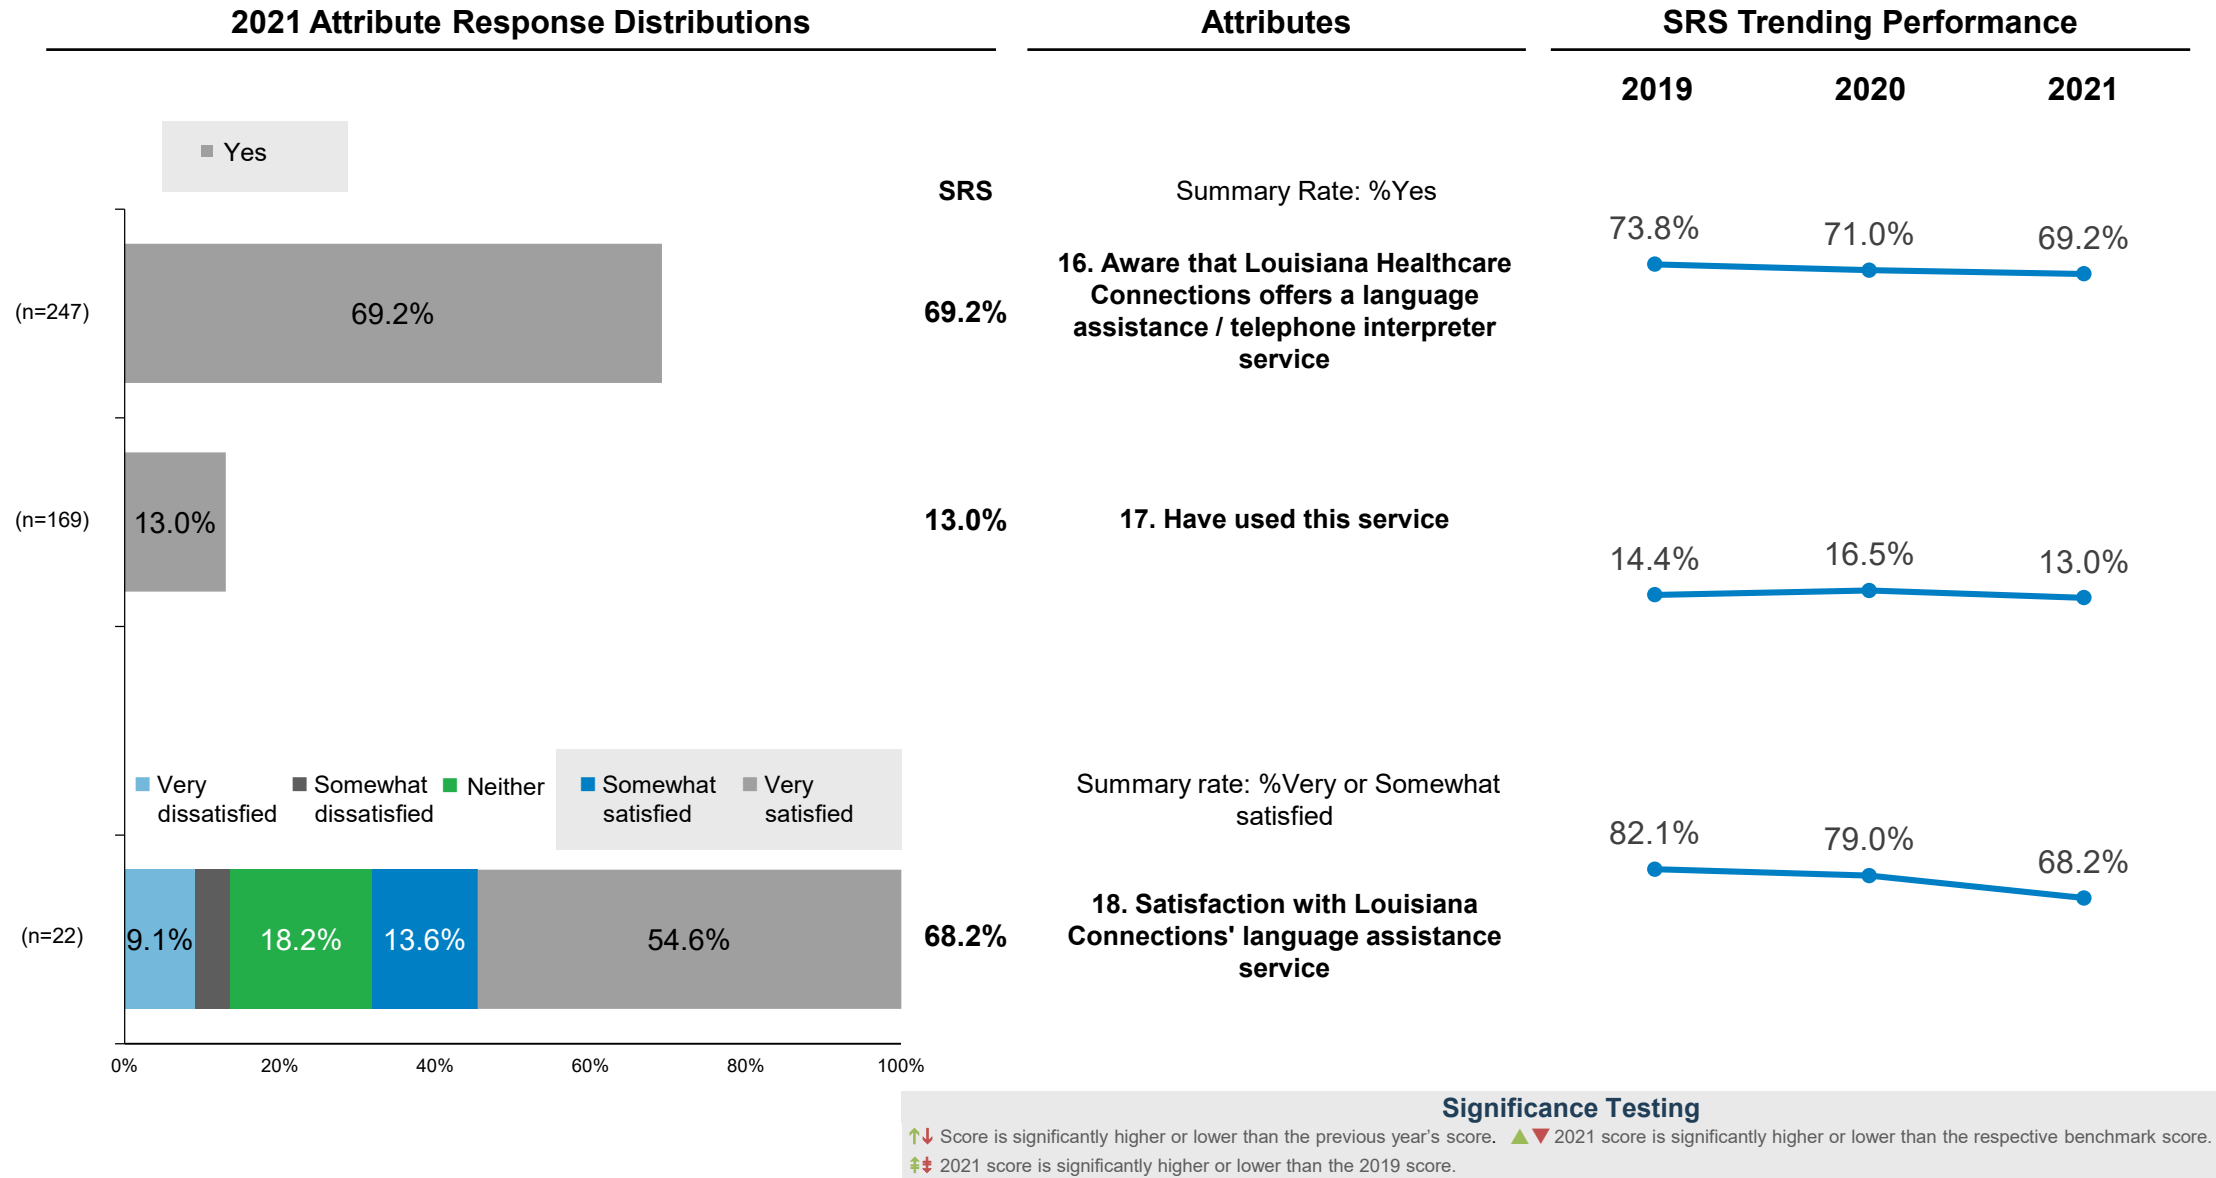 2021 Attribute Response Distributions
Attributes
SRS Trending Performance
2019 2020 2021
Yes
SRS
Summary Rate: %Yes
(n=247)
69.2%
69.2%
16. Aware that Louisiana Healthcare
Connections offers a language
assistance / telephone interpreter
service
73.8% 71.0% 69.2%
(n=169)
13.0%
13.0%
17. Have used this service
14.4% 16.5% 13.0%
Very
dissatisfied
Somewhat
dissatisfied
Neither
Somewhat
satisfied
Very
satisfied
Summary rate: %Very or Somewhat
satisfied
(n=22)
9.1% 18.2% 13.6% 54.6%
68.2%
18. Satisfaction with Louisiana
Connections' language assistance
service
82.1% 79.0% 68.2%
0% 20% 40% 60% 80% 100%
Significance Testing
Score is significantly higher or lower than the previous year’s score.
2021 score is significantly higher or lower than the respective benchmark score.
2021 score is significantly higher or lower than the 2019 score.